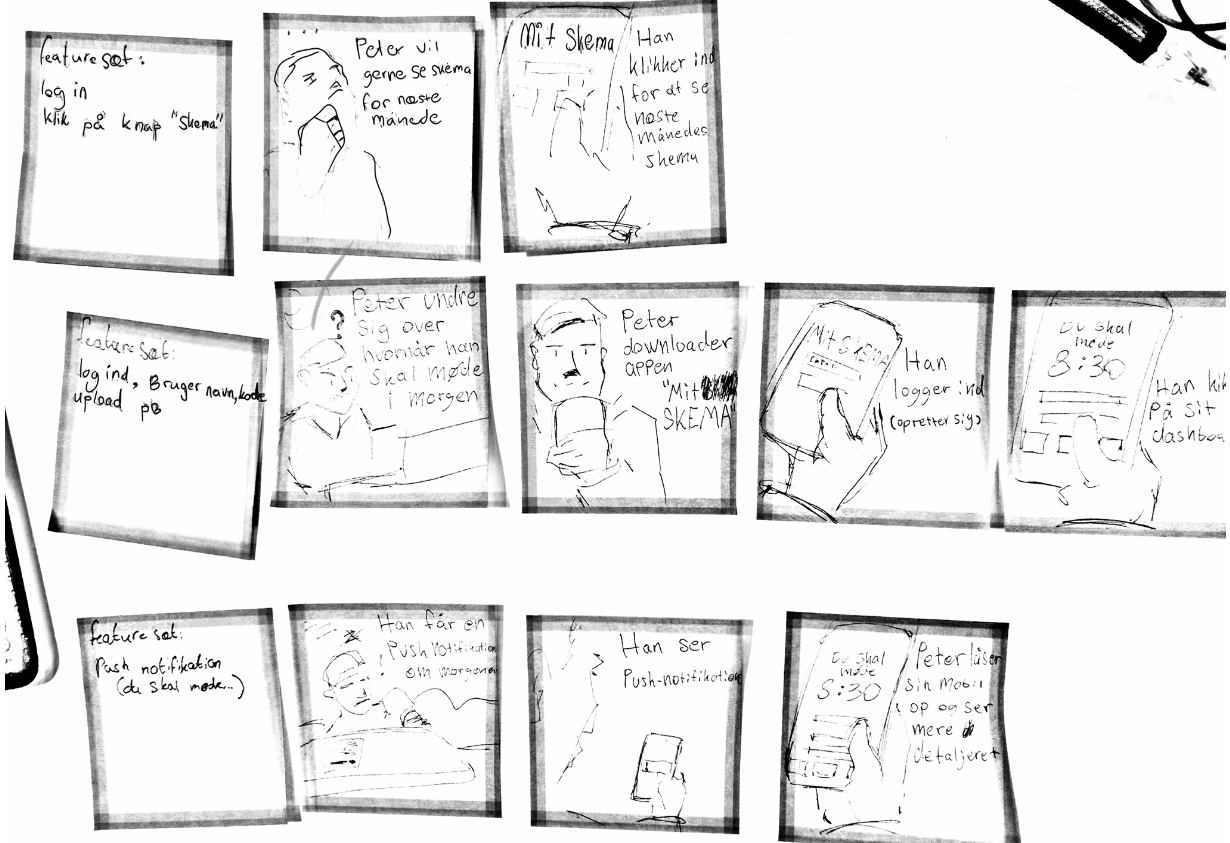 feature sæt:
log in
klik på knap "Skema"
Peter vil
gerne se skema
for næste
månede
Mit Skema
Han
klikker ind
for at se
næste
månedes
skema
feature sæt:
log ind, Bruger navn, kode
upload pB
?
Peter undre
sig over
hvornår han
skal møde
i morgen
Peter
downloader
appen
"Mit
SKEMA"
Mit SKEMA
Han
logger ind
(opretter sig)
Du skal
møde
8:30
Han kik
På sit
dashboa
feature sæt:
Push notifikation
(du skal møde...)
Han får en
Push notifikation
om morgenen
Han ser
Push-notifikation
Du skal
møde
8:30
Peter låser
sin mobil
op og ser
mere
detaljeret